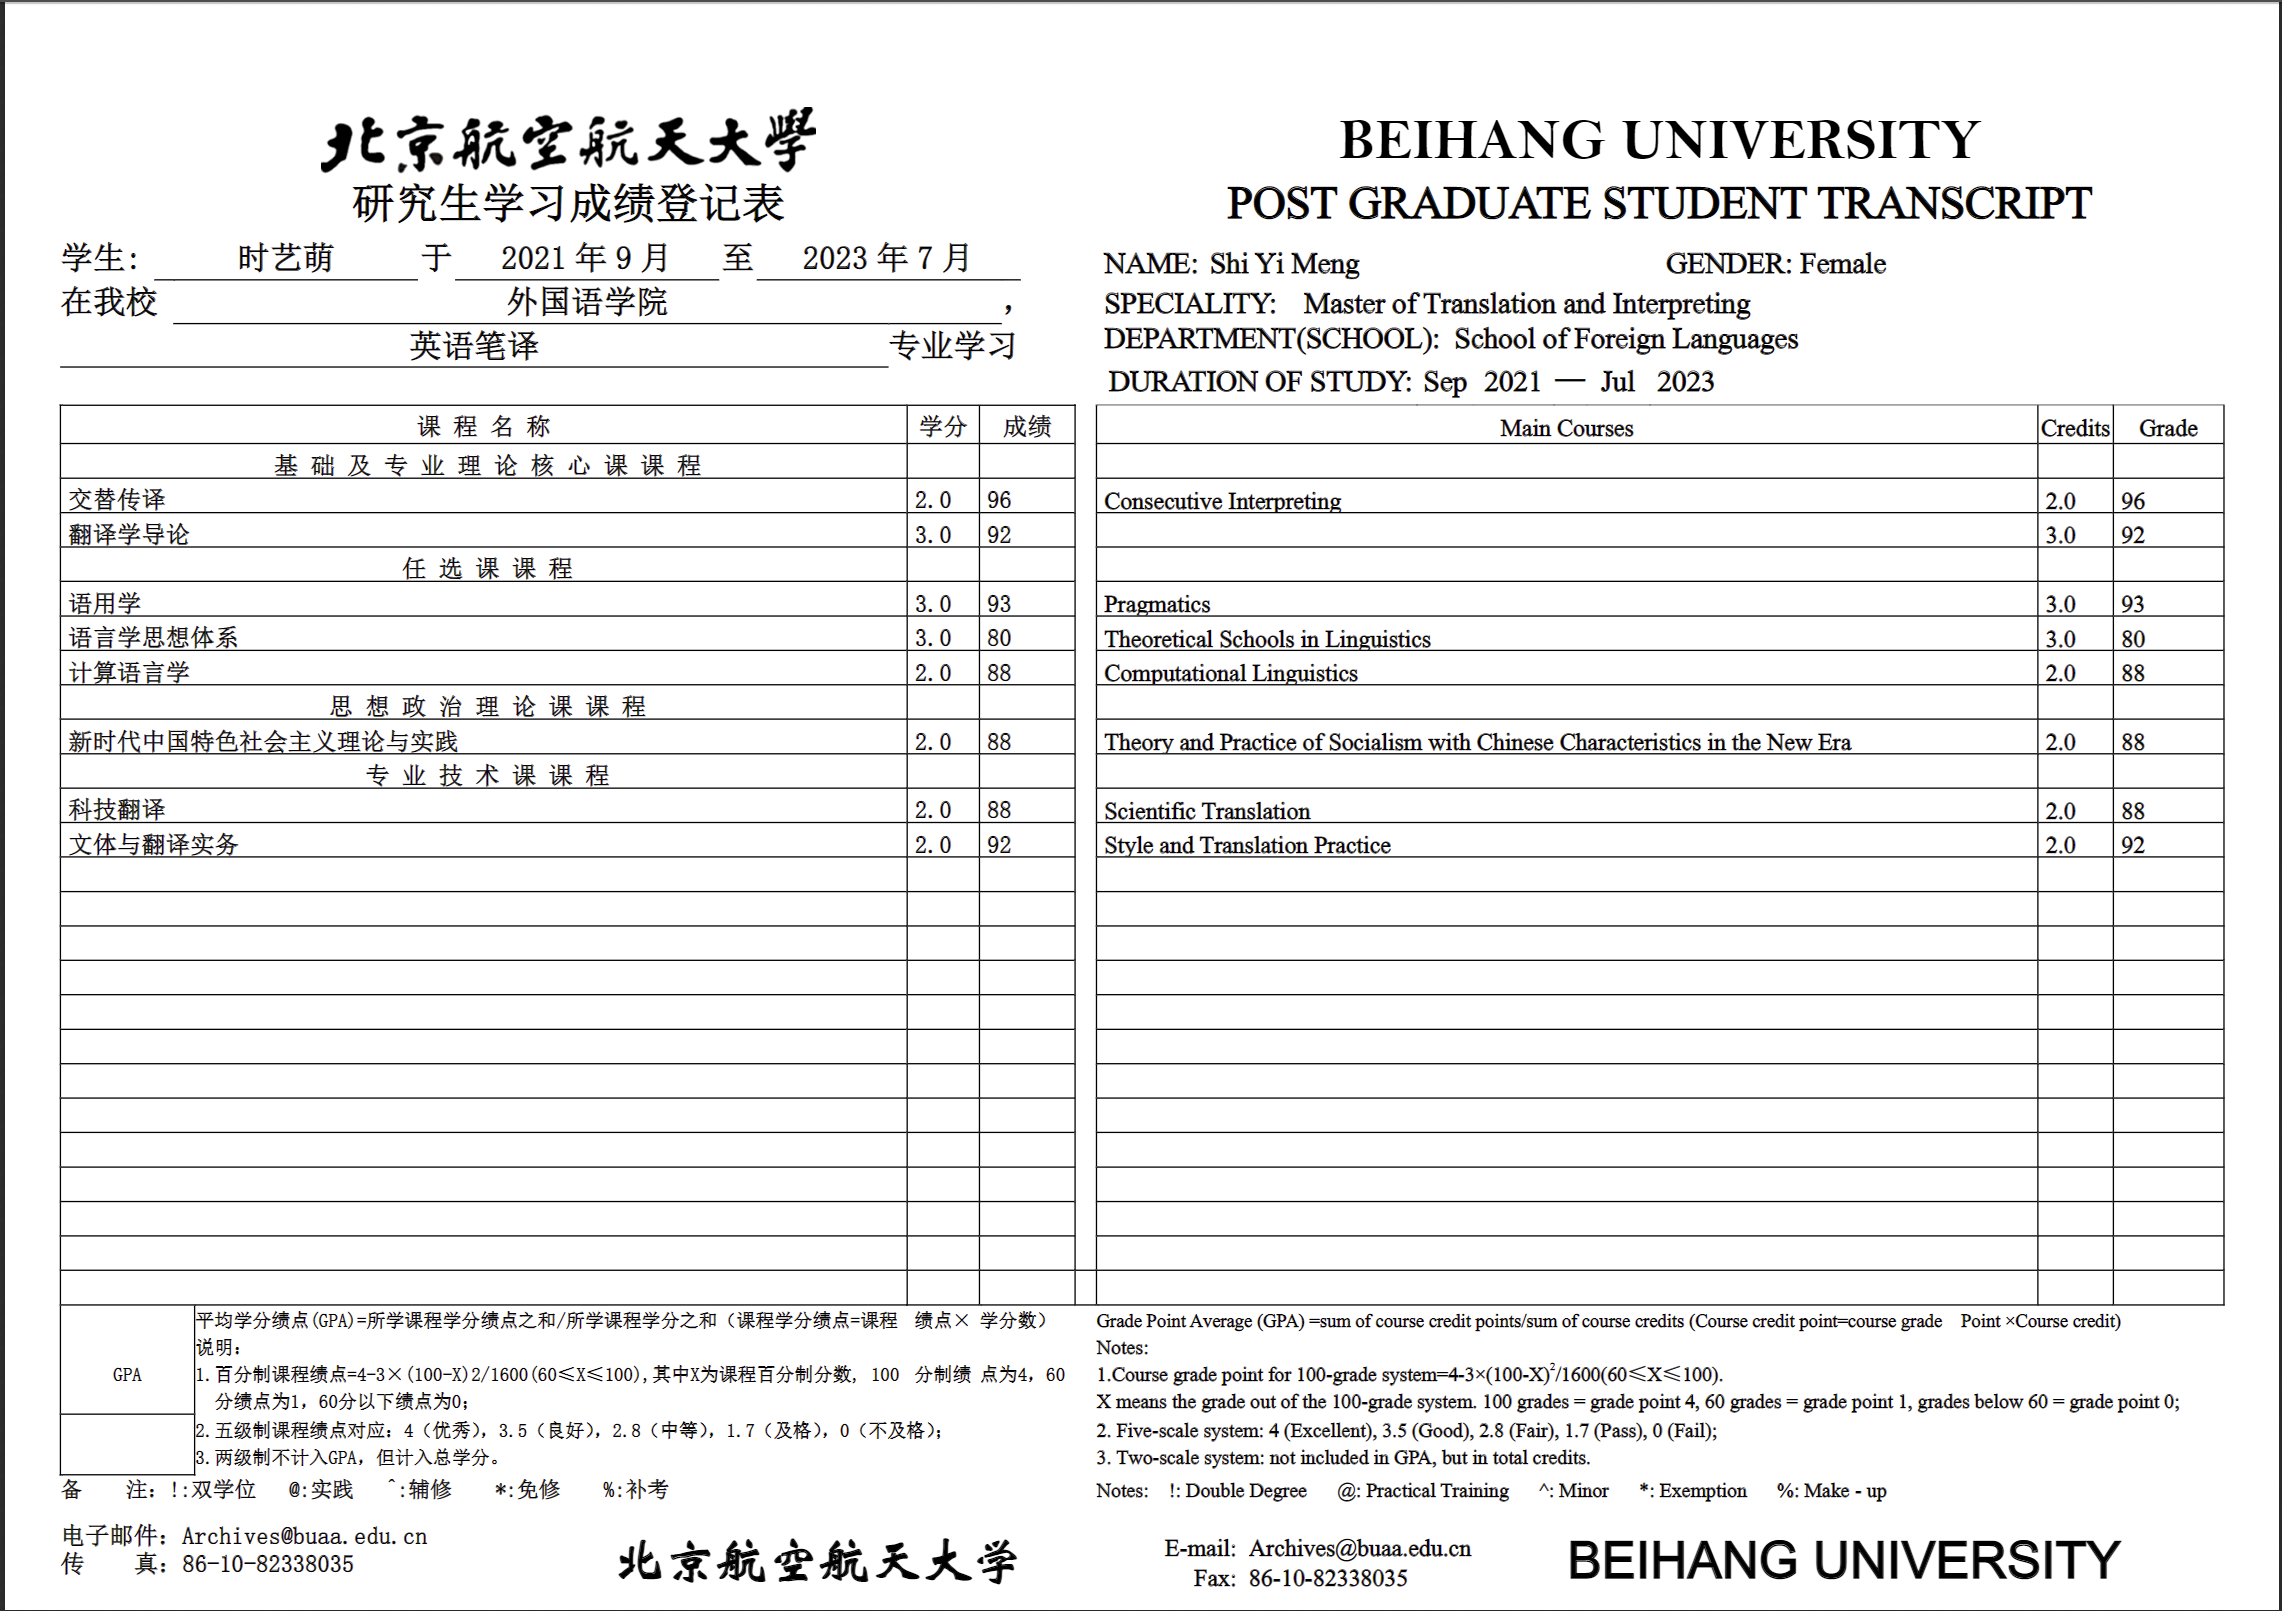 北京航空航天大學
研究生学习成绩登记表
学生: 时艺萌 于 2021 年 9 月 至 2023 年 7 月
在我校 外国语学院 ，
英语笔译 专业学习
课 程 名 称 学分 成绩
基 础 及 专 业 理 论 核 心 课 课 程
交替传译 2.0 96
翻译学导论 3.0 92
任 选 课 课 程
语用学 3.0 93
语言学思想体系 3.0 80
计算语言学 2.0 88
思 想 政 治 理 论 课 课 程
新时代中国特色社会主义理论与实践 2.0 88
专 业 技 术 课 课 程
科技翻译 2.0 88
文体与翻译实务 2.0 92
GPA
平均学分绩点(GPA)=所学课程学分绩点之和/所学课程学分之和（课程学分绩点=课程 绩点× 学分数）
说明：
1.百分制课程绩点=4-3×(100-X)2/1600(60≤X≤100),其中X为课程百分制分数, 100 分制绩 点为4，60
分绩点为1，60分以下绩点为0；
2.五级制课程绩点对应：4（优秀），3.5（良好），2.8（中等），1.7（及格），0（不及格）；
3.两级制不计入GPA，但计入总学分。
备 注：!:双学位 @:实践 ^:辅修 *:免修 %:补考
电子邮件：Archives@buaa.edu.cn
传 真：86-10-82338035
北京航空航天大学
BEIHANG UNIVERSITY
POST GRADUATE STUDENT TRANSCRIPT
NAME: Shi Yi Meng GENDER: Female
SPECIALITY: Master of Translation and Interpreting
DEPARTMENT(SCHOOL): School of Foreign Languages
DURATION OF STUDY: Sep 2021 — Jul 2023
Main Courses Credits Grade
Consecutive Interpreting 2.0 96
3.0 92
Pragmatics 3.0 93
Theoretical Schools in Linguistics 3.0 80
Computational Linguistics 2.0 88
Theory and Practice of Socialism with Chinese Characteristics in the New Era 2.0 88
Scientific Translation 2.0 88
Style and Translation Practice 2.0 92
Grade Point Average (GPA) =sum of course credit points/sum of course credits (Course credit point=course grade Point ×Course credit)
Notes:
1.Course grade point for 100-grade system=4-3×(100-X)²/1600(60≤X≤100).
X means the grade out of the 100-grade system. 100 grades = grade point 4, 60 grades = grade point 1, grades below 60 = grade point 0;
2. Five-scale system: 4 (Excellent), 3.5 (Good), 2.8 (Fair), 1.7 (Pass), 0 (Fail);
3. Two-scale system: not included in GPA, but in total credits.
Notes: !: Double Degree @: Practical Training ^: Minor *: Exemption %: Make - up
E-mail: Archives@buaa.edu.cn
Fax: 86-10-82338035
BEIHANG UNIVERSITY